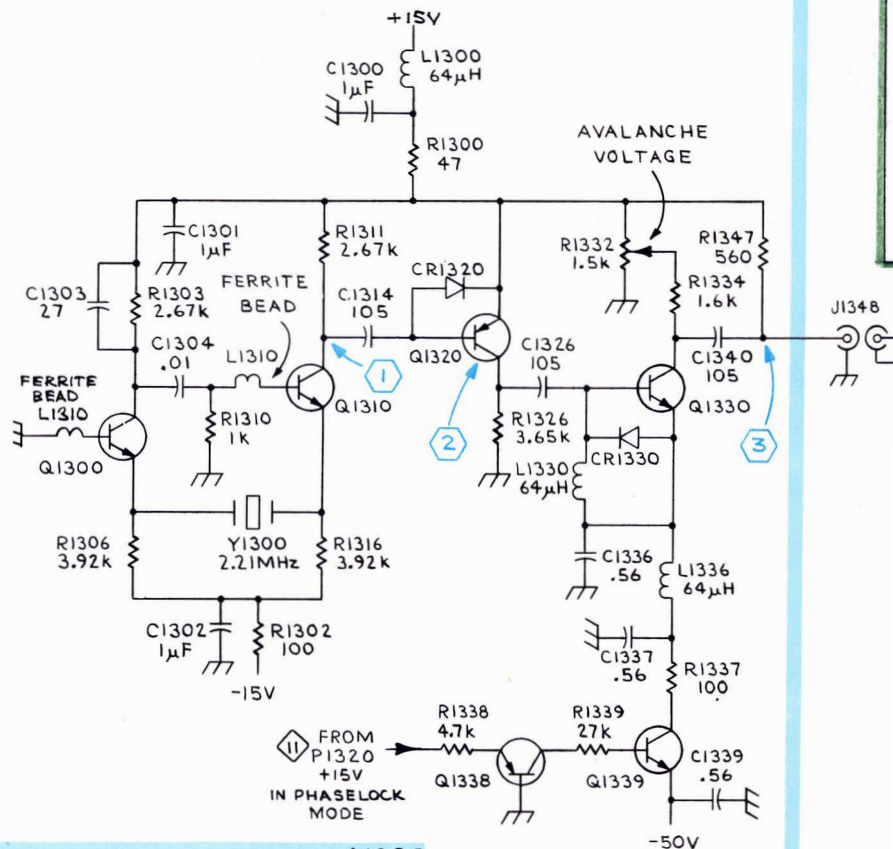 +15V
L1300
64μH
C1300
1μF
R1300
47
AVALANCHE
VOLTAGE
C1301
1μF
R1311
2.67k
R1332
1.5k
R1347
560
C1303
27
R1303
2.67k
FERRITE
BEAD
C1314
105
CR1320
R1334
1.6k
J1348
C1304
.01
L1310
1
Q1320
C1326
105
C1340
105
FERRITE
BEAD
L1310
Q1310
Q1330
R1310
1k
2
R1326
3.65k
CR1330
3
Q1300
L1330
64μH
R1306
3.92k
Y1300
2.21MHz
R1316
3.92k
C1336
.56
L1336
64μH
C1302
1μF
R1302
100
C1337
.56
R1337
100
-15V
11
FROM
P1320
+15V
IN PHASELOCK
MODE
R1338
4.7k
R1339
27k
Q1338
Q1339
C1339
.56
-50V